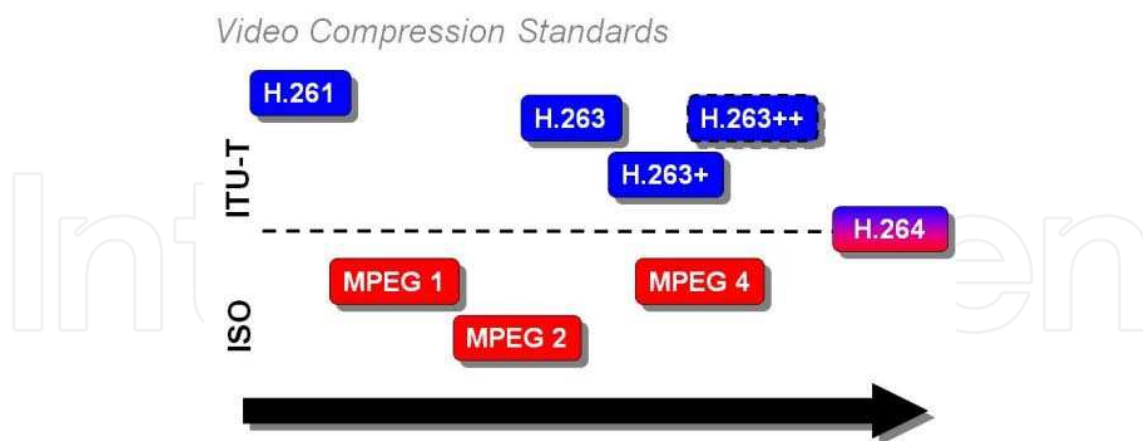 Video Compression Standards
H.261
H.263
H.263++
H.263+
ITU-T
H.264
MPEG 1
MPEG 4
ISO
MPEG 2